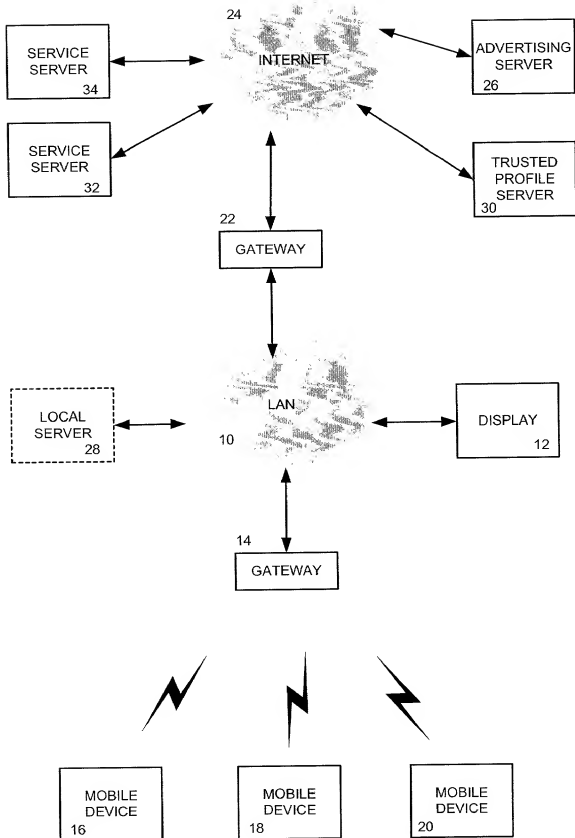 24
SERVICE
SERVER
34
INTERNET
ADVERTISING
SERVER
26
SERVICE
SERVER
32
TRUSTED
PROFILE
SERVER
30
22
GATEWAY
LOCAL
SERVER
28
LAN
10
DISPLAY
12
14
GATEWAY
MOBILE
DEVICE
16
MOBILE
DEVICE
18
MOBILE
DEVICE
20